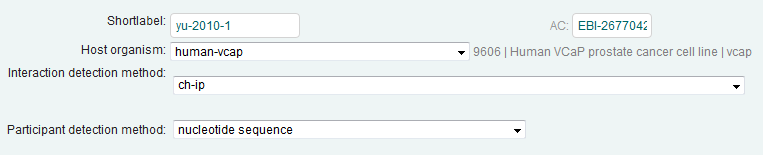 Shortlabel: yu-2010-1 AC: EBI-2677042
Host organism: human-vcap 9606 | Human VCaP prostate cancer cell line | vcap
Interaction detection method:
ch-ip
Participant detection method: nucleotide sequence